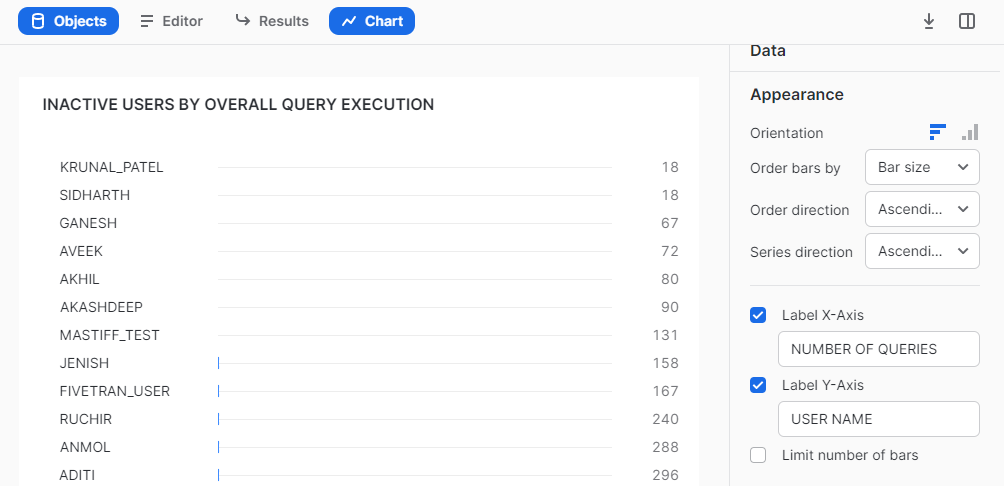 Objects Editor Results Chart
INACTIVE USERS BY OVERALL QUERY EXECUTION
KRUNAL_PATEL 18
SIDHARTH 18
GANESH 67
AVEEK 72
AKHIL 80
AKASHDEEP 90
MASTIFF_TEST 131
JENISH 158
FIVETRAN_USER 167
RUCHIR 240
ANMOL 288
ADITI 296
Data
Appearance
Orientation
Order bars by Bar size
Order direction Ascendi...
Series direction Ascendi...
Label X-Axis
NUMBER OF QUERIES
Label Y-Axis
USER NAME
Limit number of bars